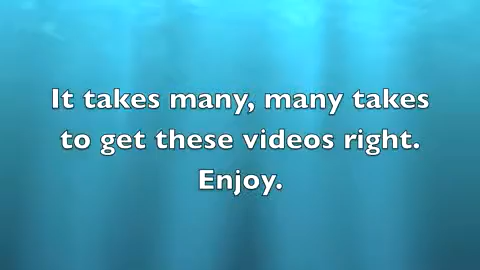 It takes many, many takes
to get these videos right.
Enjoy.